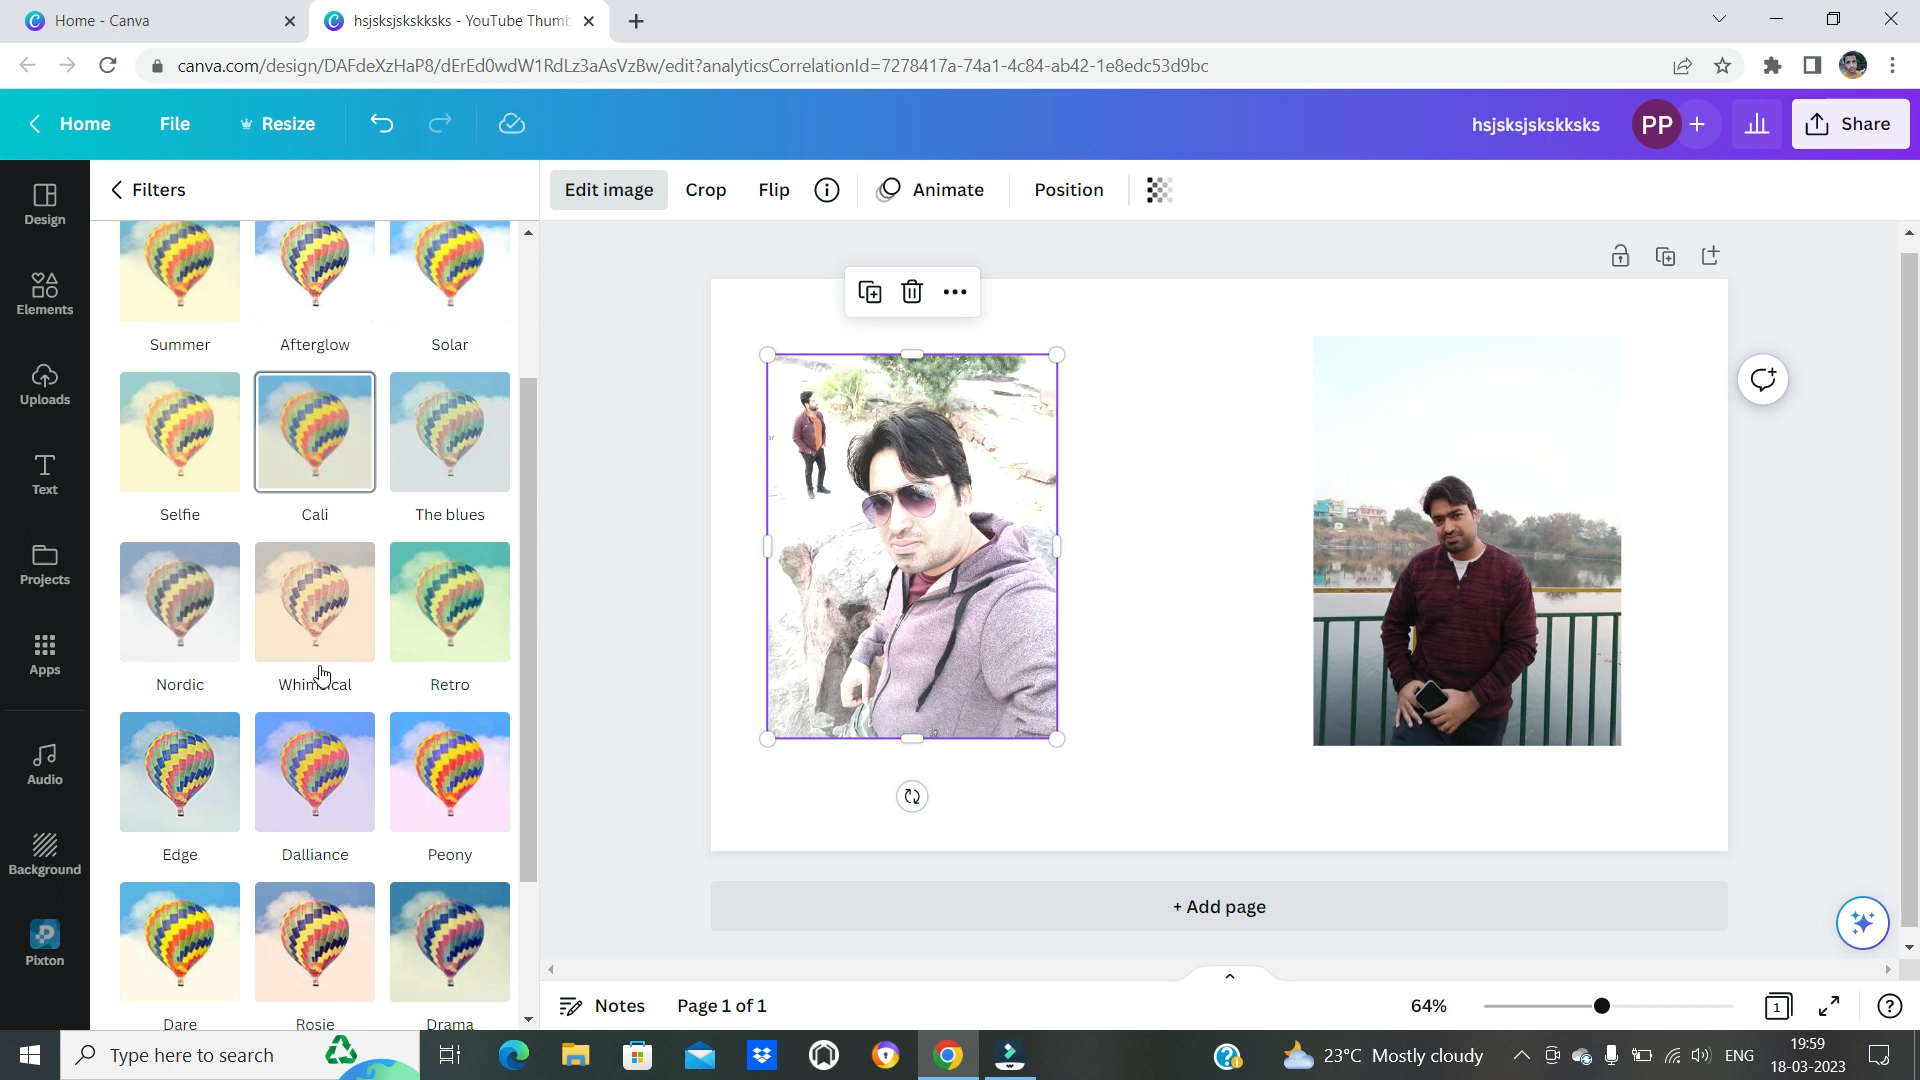 Home - Canva
hsjsksjskskksks - YouTube Thumb
canva.com/design/DAFdeXzHaP8/dErEd0wdW1RdLz3aAsVzBw/edit?analyticsCorrelationId=7278417a-74a1-4c84-ab42-1e8edc53d9bc
Home
File
Resize
hsjsksjskskksks
PP
Share
Filters
Edit image
Crop
Flip
Animate
Position
Design
Elements
Uploads
Text
Projects
Apps
Audio
Background
Pixton
Summer
Afterglow
Solar
Selfie
Cali
The blues
Nordic
Whimsical
Retro
Edge
Dalliance
Peony
Dare
Rosie
Drama
+ Add page
Notes
Page 1 of 1
64%
1
Type here to search
23°C Mostly cloudy
ENG
19:59
18-03-2023